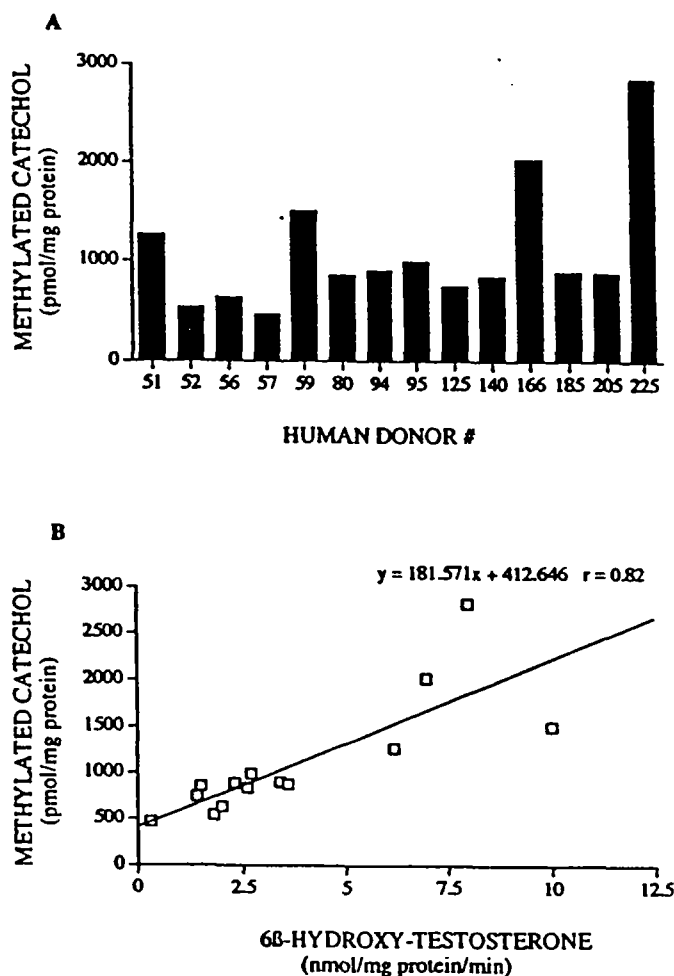 A
3000
2000
1000
0
METHYLATED CATECHOL
(pmol/mg protein)
51 52 56 57 59 80 94 95 125 140 166 185 205 225
HUMAN DONOR #
B
y = 181.571x + 412.646 r = 0.82
3000
2500
2000
1500
1000
500
0
METHYLATED CATECHOL
(pmol/mg protein)
0 2.5 5 7.5 10 12.5
6ß-HYDROXY-TESTOSTERONE
(nmol/mg protein/min)